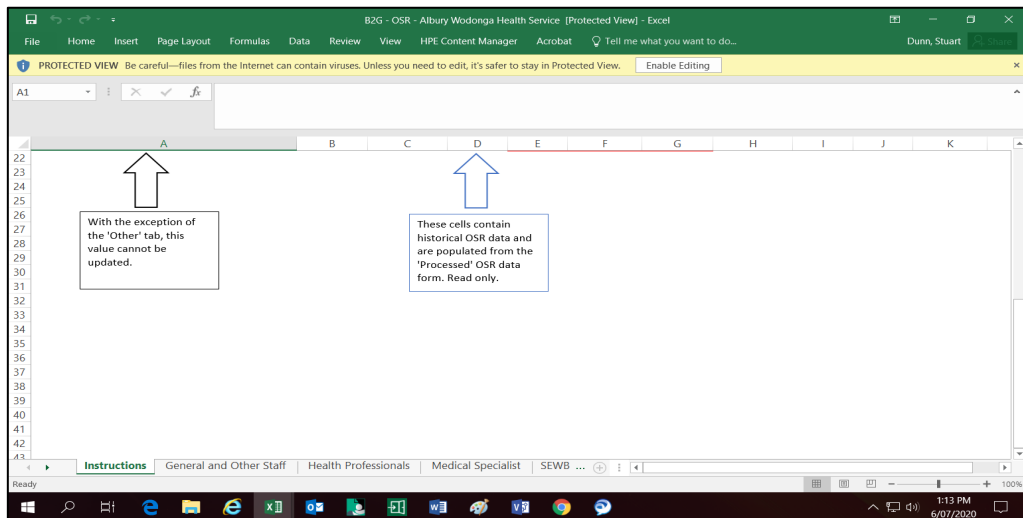 B2G - OSR - Albury Wodonga Health Service [Protected View] - Excel
File Home Insert Page Layout Formulas Data Review View HPE Content Manager Acrobat Tell me what you want to do... Dunn, Stuart Share
PROTECTED VIEW Be careful—files from the Internet can contain viruses. Unless you need to edit, it's safer to stay in Protected View. Enable Editing
A1 fx
A B C D E F G H I J K
22
23
24
25
26
27
28
29
30
31
32
33
34
35
36
37
38
39
40
41
42
43
With the exception of
the 'Other' tab, this
value cannot be
updated.
These cells contain
historical OSR data and
are populated from the
'Processed' OSR data
form. Read only.
Instructions General and Other Staff Health Professionals Medical Specialist SEWB ...
Ready 100%
1:13 PM
6/07/2020